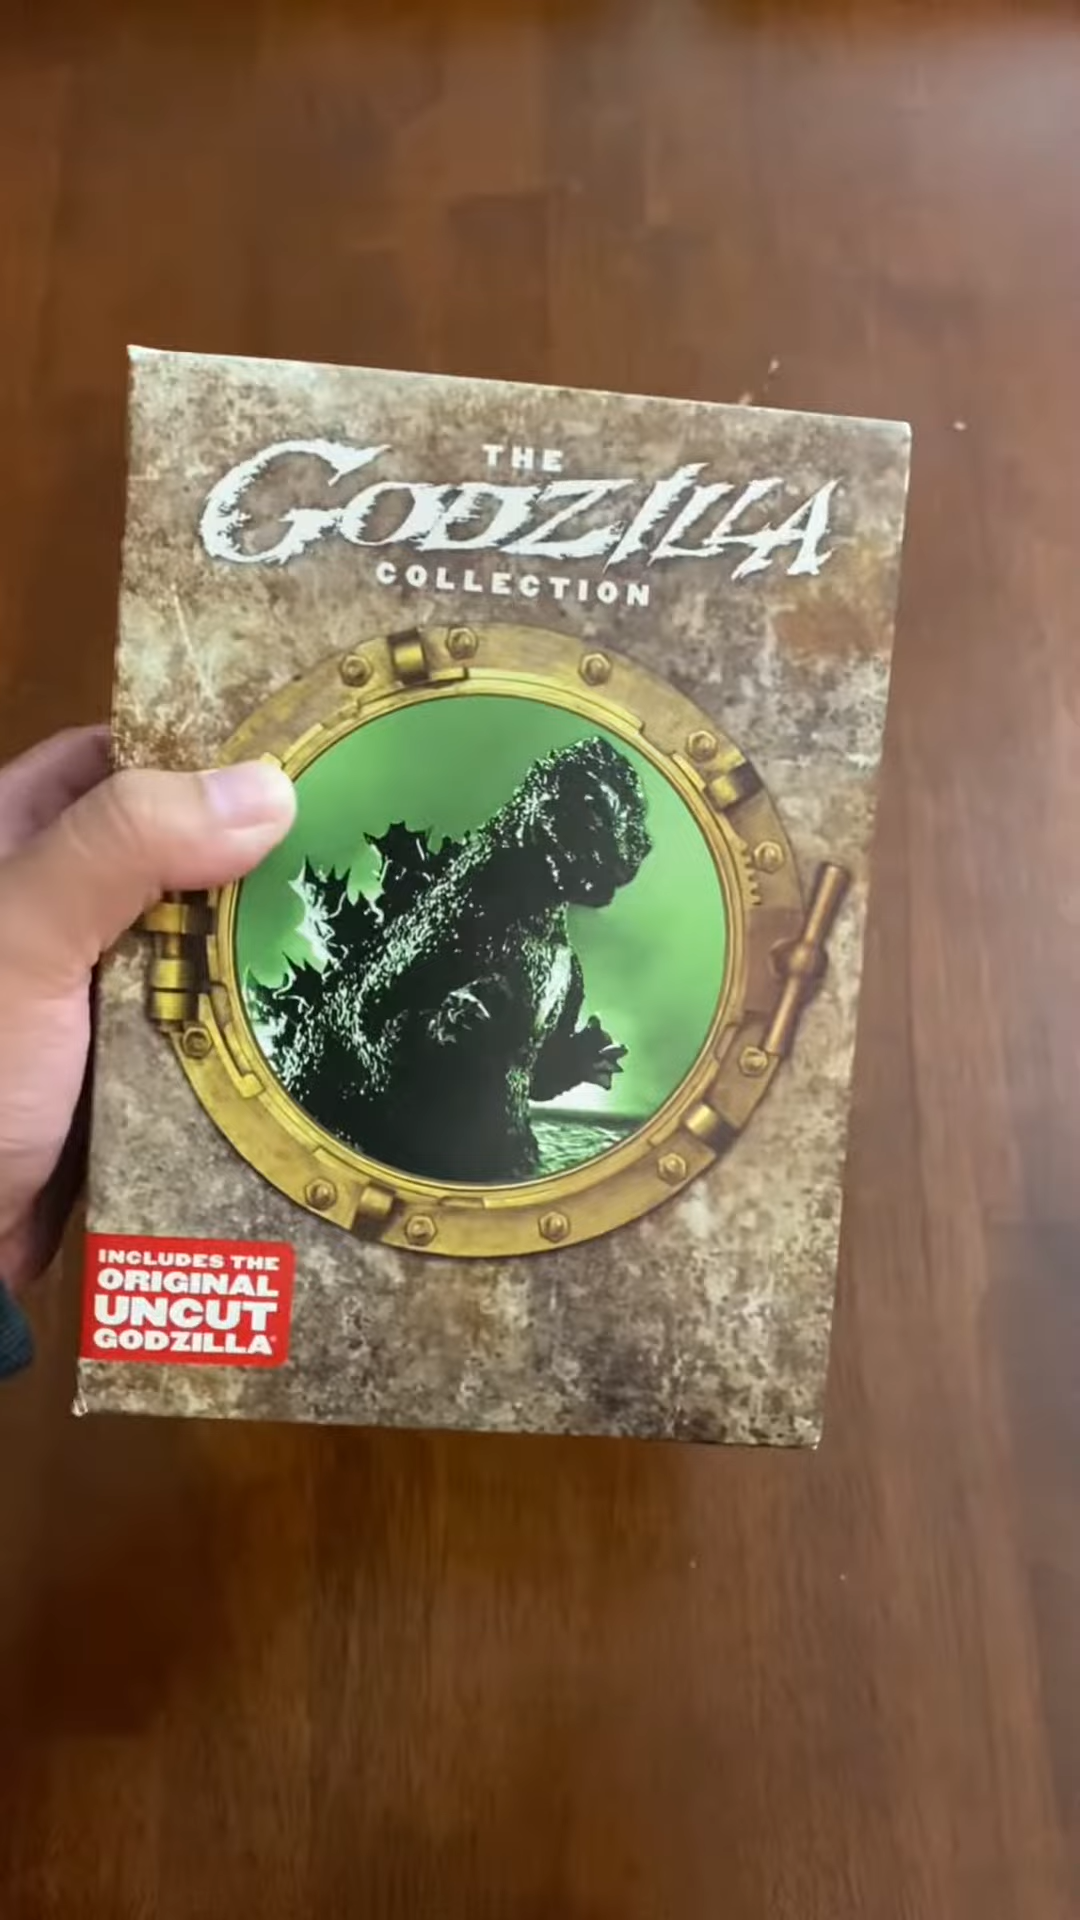 THE
GODZILLA
COLLECTION
INCLUDES THE
ORIGINAL
UNCUT
GODZILLA®